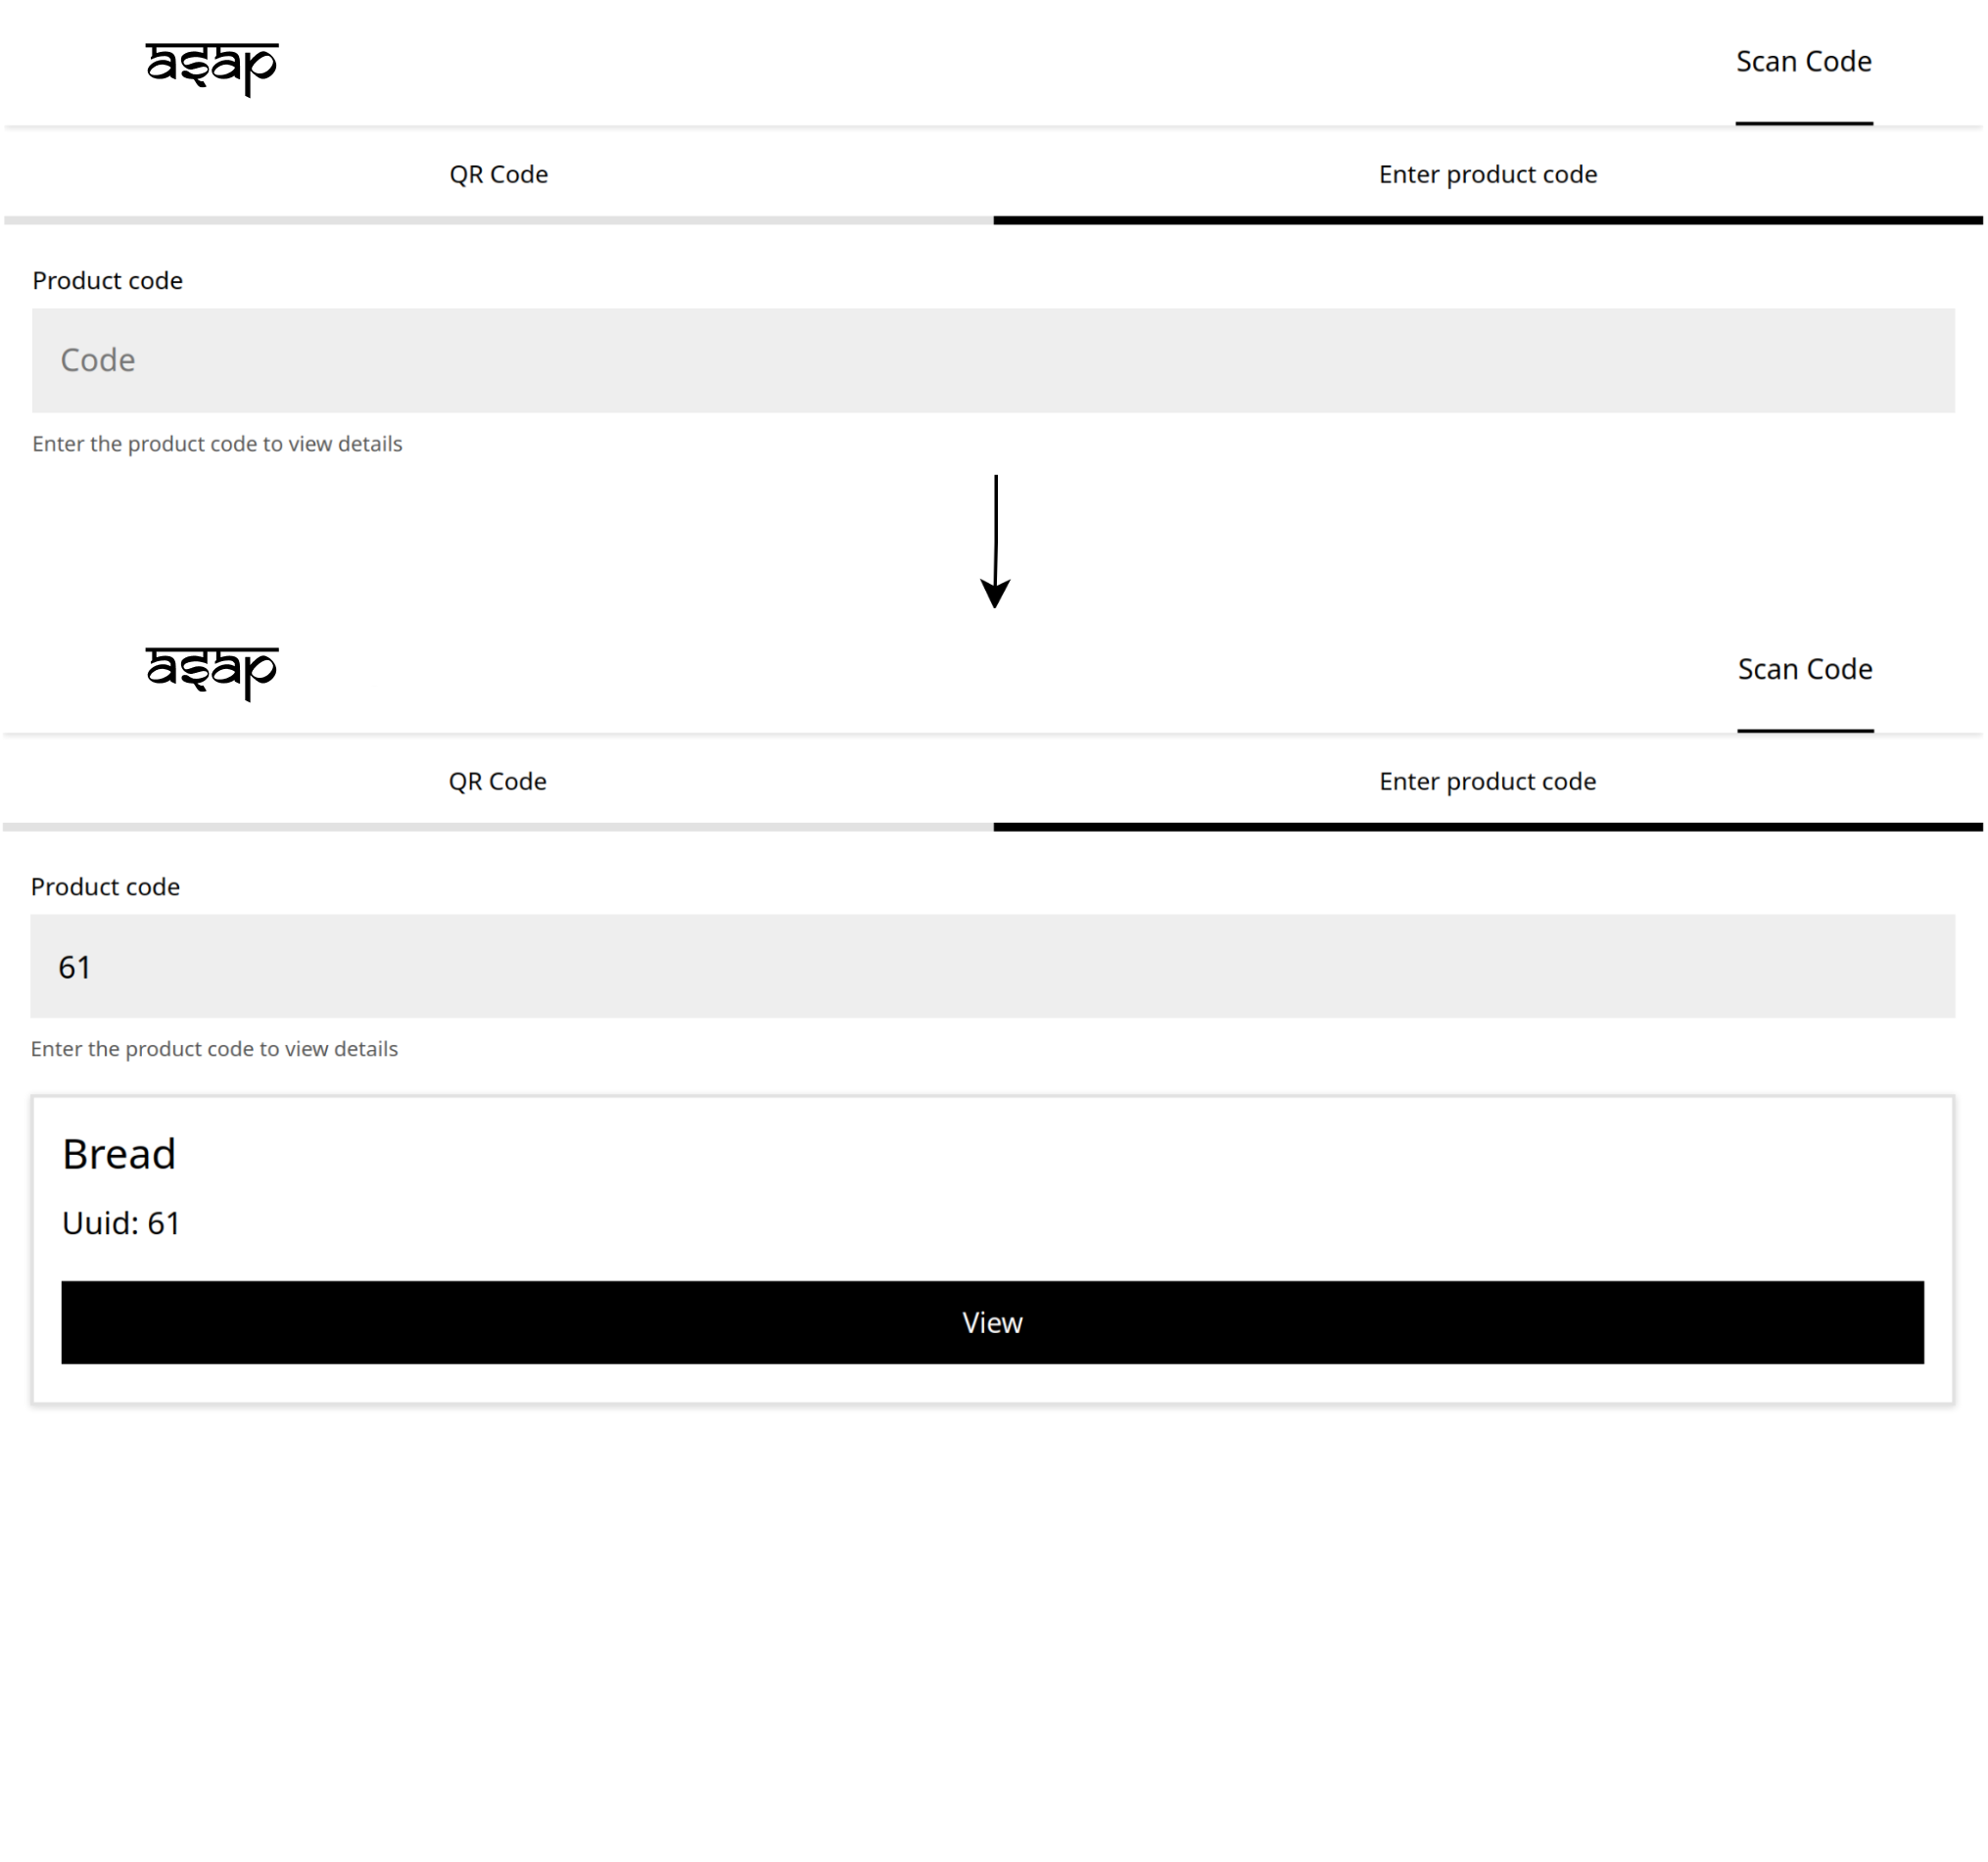 asap
Scan Code
QR Code
Enter product code
Product code
Code
Enter the product code to view details
asap
Scan Code
QR Code
Enter product code
Product code
61
Enter the product code to view details
Bread
Uuid: 61
View